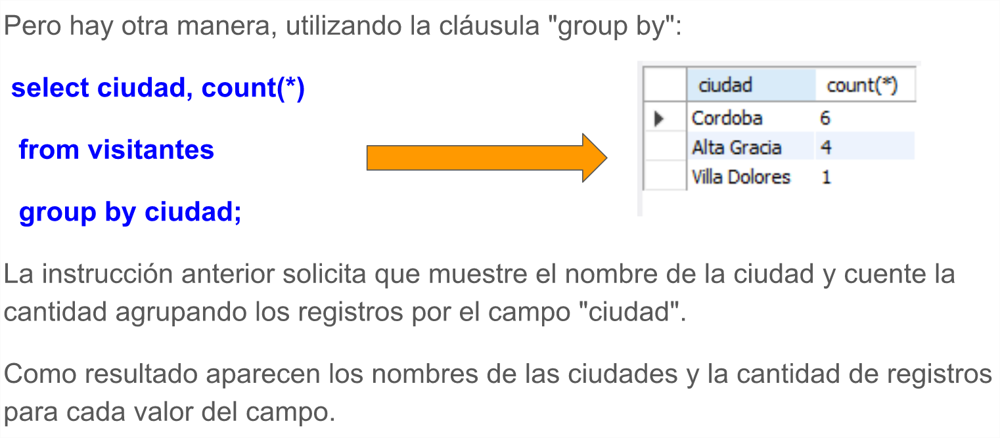 Pero hay otra manera, utilizando la cláusula "group by":
select ciudad, count(*)
from visitantes
group by ciudad;
ciudad count(*)
Cordoba 6
Alta Gracia 4
Villa Dolores 1
La instrucción anterior solicita que muestre el nombre de la ciudad y cuente la
cantidad agrupando los registros por el campo "ciudad".
Como resultado aparecen los nombres de las ciudades y la cantidad de registros
para cada valor del campo.